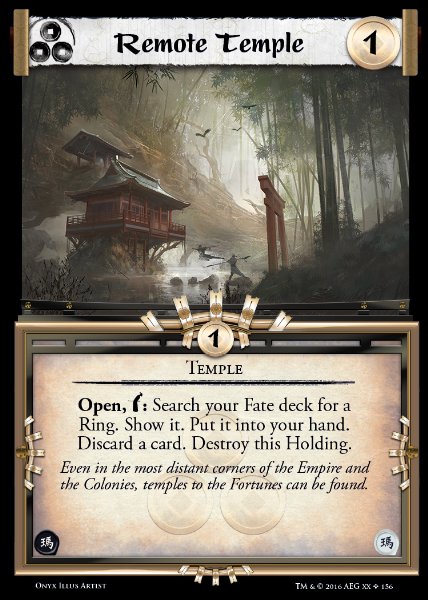 Remote Temple
1
1
Temple
Open, : Search your Fate deck for a
Ring. Show it. Put it into your hand.
Discard a card. Destroy this Holding.
Even in the most distant corners of the Empire and
the Colonies, temples to the Fortunes can be found.
瑪 瑪
Onyx Illus Artist TM & © 2016 AEG XX ❖ 156